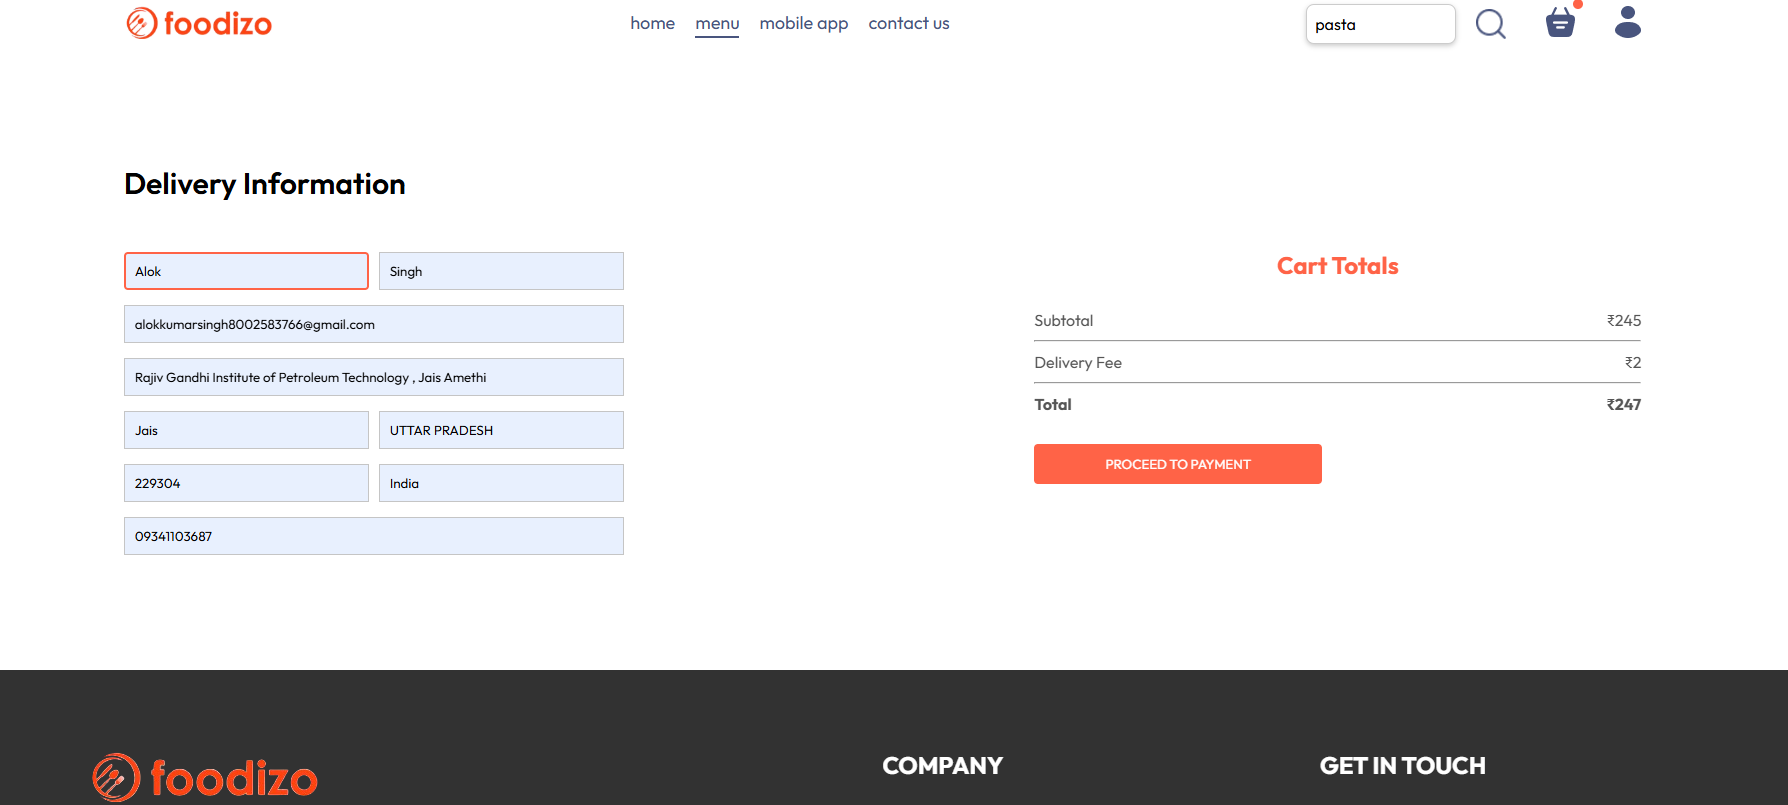 foodizo
home menu mobile app contact us
pasta
Delivery Information
Alok Singh
alokkumarsingh8002583766@gmail.com
Rajiv Gandhi Institute of Petroleum Technology , Jais Amethi
Jais UTTAR PRADESH
229304 India
09341103687
Cart Totals
Subtotal ₹245
Delivery Fee ₹2
Total ₹247
PROCEED TO PAYMENT
foodizo
COMPANY
GET IN TOUCH